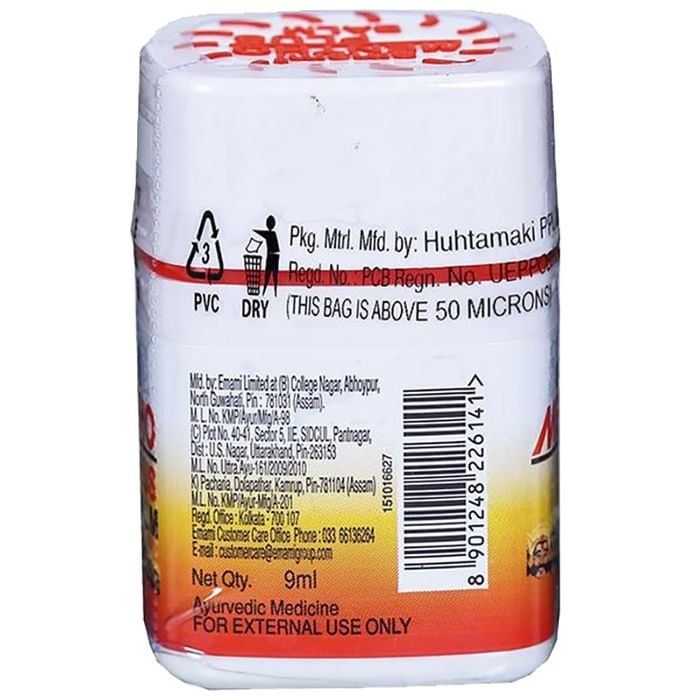 3
PVC
DRY
Pkg. Mtrl. Mfd. by: Huhtamaki
Regd. No.: PCB Regn. No.
(THIS BAG IS ABOVE 50 MICRONS
Mfd. by: Emami Limited at (B) College Nagar, Abhoypur,
North Guwahati, Pin : 781031 (Assam).
M. L. No. KMP/Ayur/Mfg/A-98
(C) Plot No. 40-41, Sector 5, IIE, SIDCUL, Pantnagar,
Dist : U.S. Nagar, Uttarakhand, Pin-263153
M.L No. Uttra.Ayu-161/2009/2010
K) Pacharia, Dolapathar, Kamrup, Pin-781104 (Assam)
M.L. No. KMP/Ayur-Mfg/A-201
Regd. Office : Kolkata - 700 107
Emami Customer Care Office Phone : 033 66136264
E-mail : customercare@emamigroup.com
Net Qty. 9ml
Ayurvedic Medicine
FOR EXTERNAL USE ONLY
151016627
8 901248 226141 >